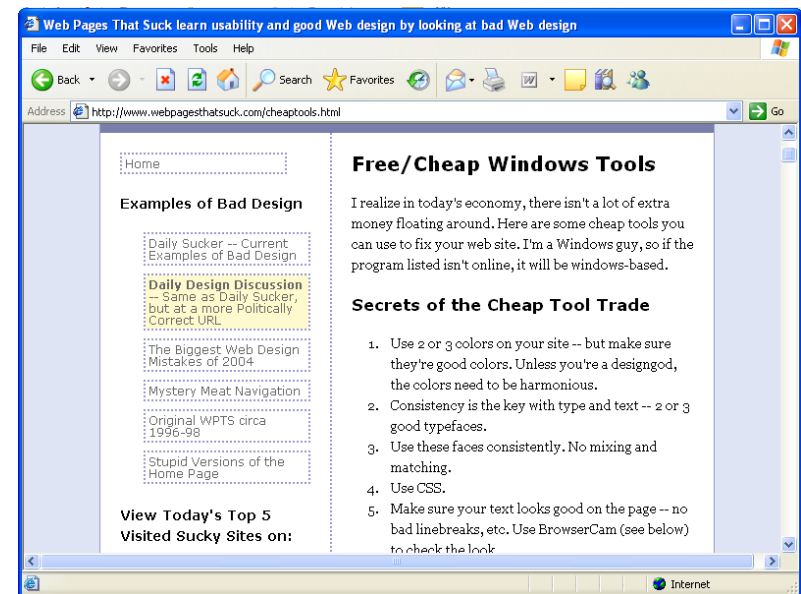 Web Pages That Suck learn usability and good Web design by looking at bad Web design
File Edit View Favorites Tools Help
Back Search Favorites
Address http://www.webpagesthatsuck.com/cheaptools.html Go
Home
Examples of Bad Design
Daily Sucker -- Current
Examples of Bad Design
Daily Design Discussion
-- Same as Daily Sucker,
but at a more Politically
Correct URL
The Biggest Web Design
Mistakes of 2004
Mystery Meat Navigation
Original WPTS circa
1996-98
Stupid Versions of the
Home Page
View Today's Top 5
Visited Sucky Sites on:
Free/Cheap Windows Tools
I realize in today's economy, there isn't a lot of extra
money floating around. Here are some cheap tools you
can use to fix your web site. I'm a Windows guy, so if the
program listed isn't online, it will be windows-based.
Secrets of the Cheap Tool Trade
1. Use 2 or 3 colors on your site -- but make sure
they're good colors. Unless you're a designgod,
the colors need to be harmonious.
2. Consistency is the key with type and text -- 2 or 3
good typefaces.
3. Use these faces consistently. No mixing and
matching.
4. Use CSS.
5. Make sure your text looks good on the page -- no
bad linebreaks, etc. Use BrowserCam (see below)
to check the look
Internet